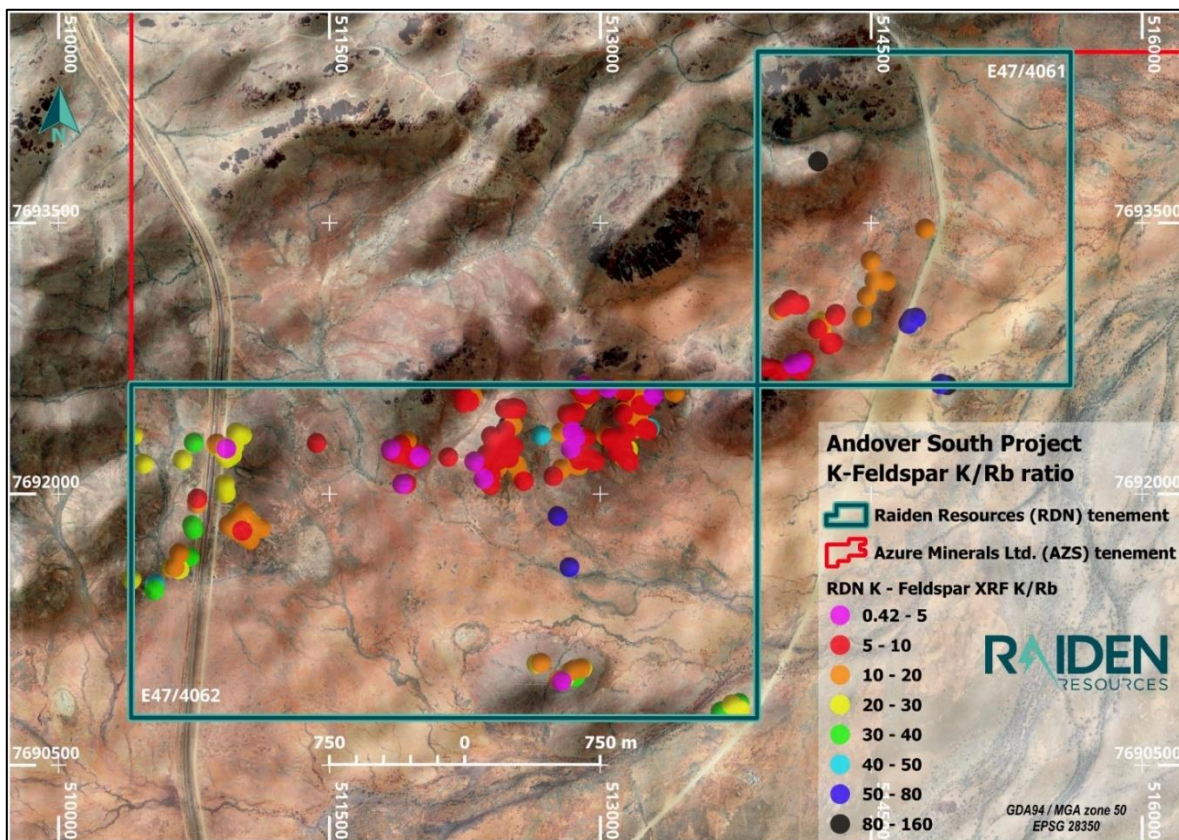 510000
511500
513000
514500
516000
E47/4061
N
7693500
7693500
Andover South Project
K-Feldspar K/Rb ratio
7692000
7692000
Raiden Resources (RDN) tenement
Azure Minerals Ltd. (AZS) tenement
RDN K - Feldspar XRF K/Rb
0.42 - 5
5 - 10
10 - 20
20 - 30
30 - 40
40 - 50
50 - 80
80 - 160
RAIDEN
RESOURCES
E47/4062
750 0 750 m
7690500
7690500
510000
511500
513000
514500
516000
GDA94 / MGA zone 50
EPSG 28350